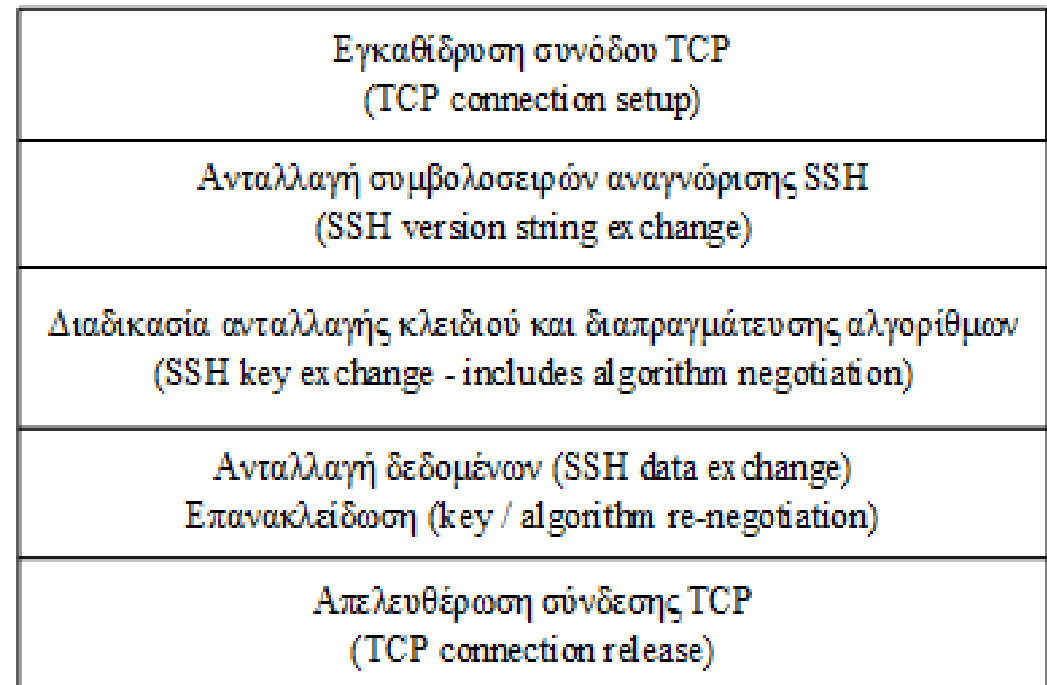 Εγκαθίδρυση συνόδου TCP
(TCP connection setup)
Ανταλλαγή συμβολοσειρών αναγνώρισης SSH
(SSH version string exchange)
Διαδικασία ανταλλαγής κλειδιού και διαπραγμάτευσης αλγορίθμων
(SSH key exchange - includes algorithm negotiation)
Ανταλλαγή δεδομένων (SSH data exchange)
Επανακλείδωση (key / algorithm re-negotiation)
Απελευθέρωση σύνδεσης TCP
(TCP connection release)